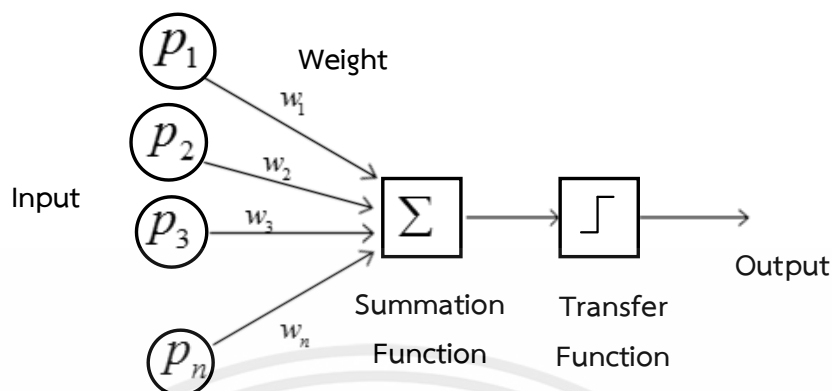 p₁
Weight
w₁
p₂
w₂
Input
p₃
w₃
Σ
Output
Summation
Function
Transfer
Function
wₙ
pₙ